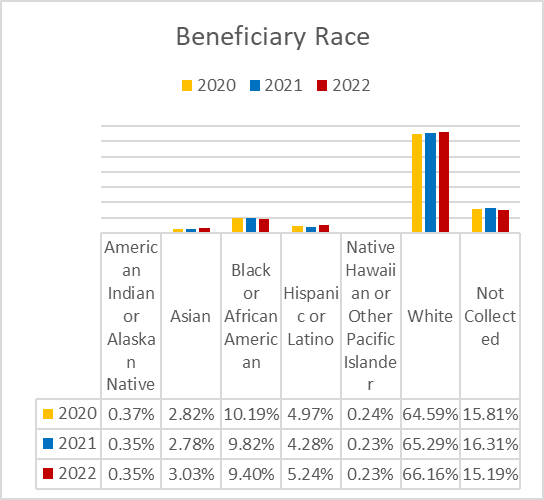 Beneficiary Race
2020 2021 2022
Americ
an
Indian or
Alaska
n
Native
Asian
Black
or
African
Americ
an
Hispani
c or
Latino
Native
Hawaii
an or
Other
Pacific
Islande
r
White
Not
Collect
ed
2020 0.37% 2.82% 10.19% 4.97% 0.24% 64.59% 15.81%
2021 0.35% 2.78% 9.82% 4.28% 0.23% 65.29% 16.31%
2022 0.35% 3.03% 9.40% 5.24% 0.23% 66.16% 15.19%